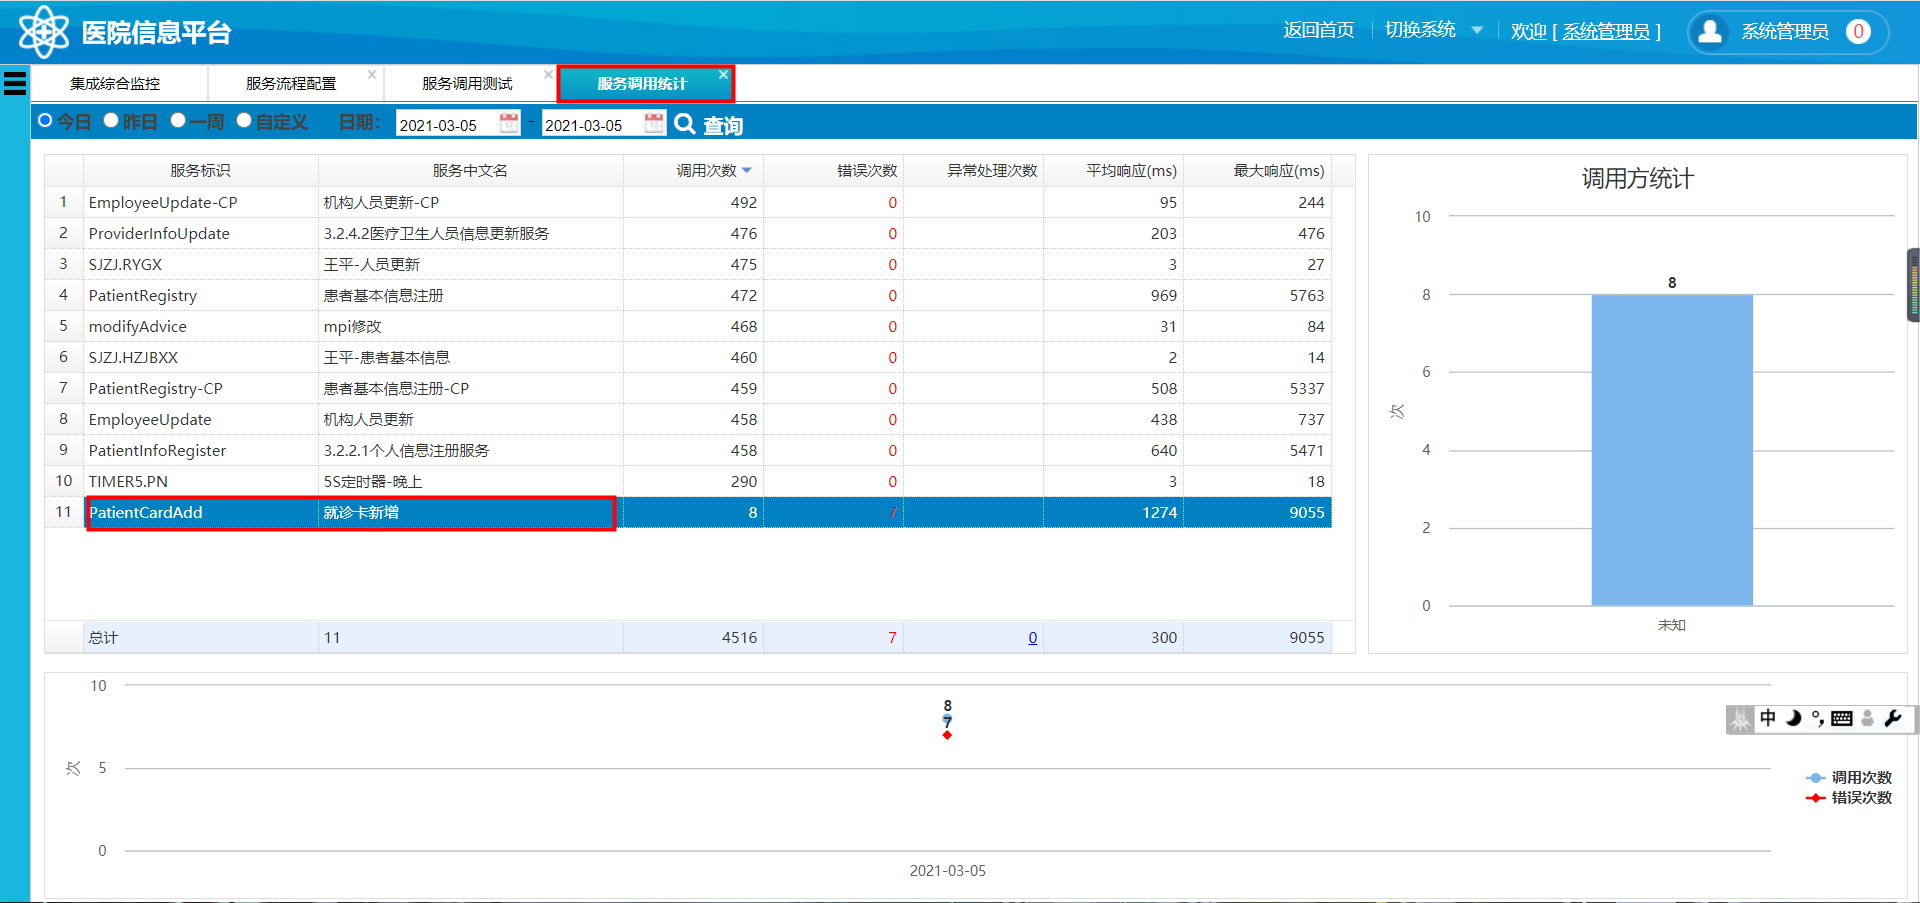 医院信息平台
返回首页 切换系统 欢迎 [ 系统管理员 ] 系统管理员 0
集成综合监控 服务流程配置 × 服务调用测试 × 服务调用统计 ×
今日 昨日 一周 自定义 日期： 2021-03-05 - 2021-03-05 查询
服务标识 服务中文名 调用次数 错误次数 异常处理次数 平均响应(ms) 最大响应(ms)
1 EmployeeUpdate-CP 机构人员更新-CP 492 0 95 244
2 ProviderInfoUpdate 3.2.4.2医疗卫生人员信息更新服务 476 0 203 476
3 SJZJ.RYGX 王平-人员更新 475 0 3 27
4 PatientRegistry 患者基本信息注册 472 0 969 5763
5 modifyAdvice mpi修改 468 0 31 84
6 SJZJ.HZJBXX 王平-患者基本信息 460 0 2 14
7 PatientRegistry-CP 患者基本信息注册-CP 459 0 508 5337
8 EmployeeUpdate 机构人员更新 458 0 438 737
9 PatientInfoRegister 3.2.2.1个人信息注册服务 458 0 640 5471
10 TIMER5.PN 5S定时器-晚上 290 0 3 18
11 PatientCardAdd 就诊卡新增 8 7 1274 9055
总计 11 4516 7 0 300 9055
调用方统计
10
8
8
6
次
4
2
0
未知
10
8
7
次 5
0
2021-03-05
中
调用次数
错误次数